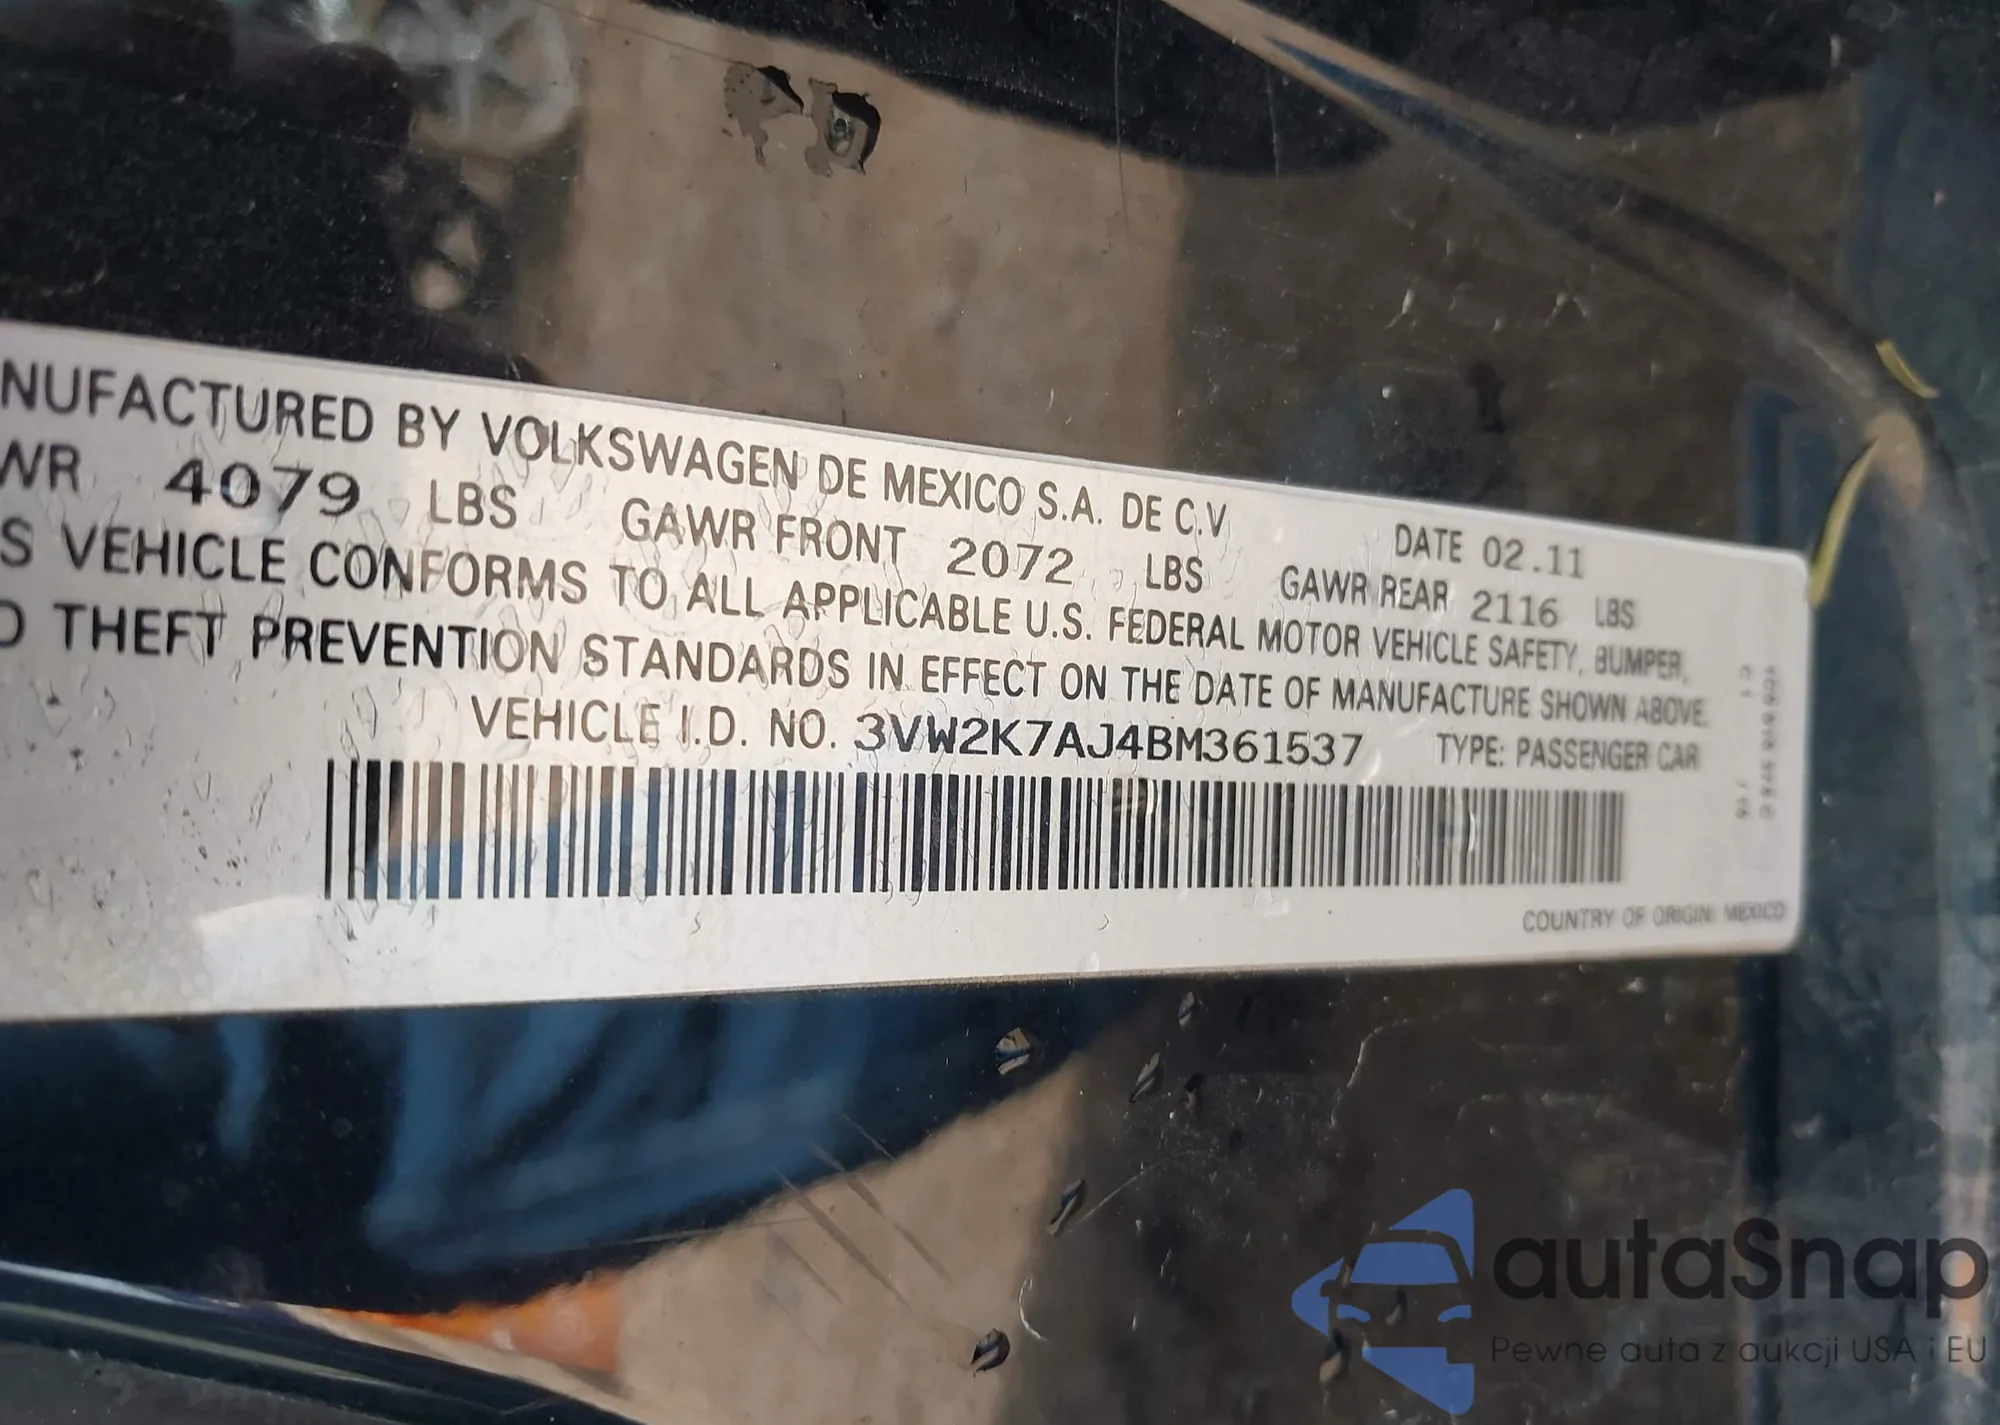 NUFACTURED BY VOLKSWAGEN DE MEXICO S.A. DE C.V. DATE 02.11
WR 4079 LBS GAWR FRONT 2072 LBS GAWR REAR 2116 LBS
S VEHICLE CONFORMS TO ALL APPLICABLE U.S. FEDERAL MOTOR VEHICLE SAFETY, BUMPER,
D THEFT PREVENTION STANDARDS IN EFFECT ON THE DATE OF MANUFACTURE SHOWN ABOVE.
VEHICLE I.D. NO. 3VW2K7AJ4BM361537 TYPE: PASSENGER CAR
COUNTRY OF ORIGIN: MEXICO
autaSnap
Pewne auta z aukcji USA i EU